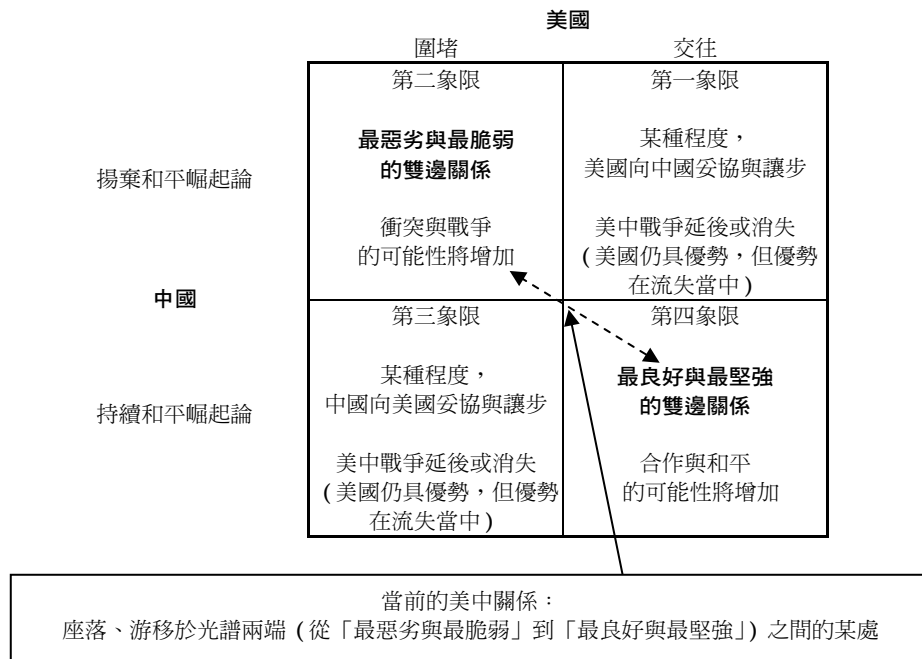 美國
圍堵
交往
第二象限
最惡劣與最脆弱
的雙邊關係
衝突與戰爭
的可能性將增加
第一象限
某種程度，
美國向中國妥協與讓步
美中戰爭延後或消失
(美國仍具優勢，但優勢
在流失當中)
揚棄和平崛起論
中國
持續和平崛起論
第三象限
某種程度，
中國向美國妥協與讓步
美中戰爭延後或消失
(美國仍具優勢，但優勢
在流失當中)
第四象限
最良好與最堅強
的雙邊關係
合作與和平
的可能性將增加
當前的美中關係：
座落、游移於光譜兩端 (從「最惡劣與最脆弱」到「最良好與最堅強」) 之間的某處